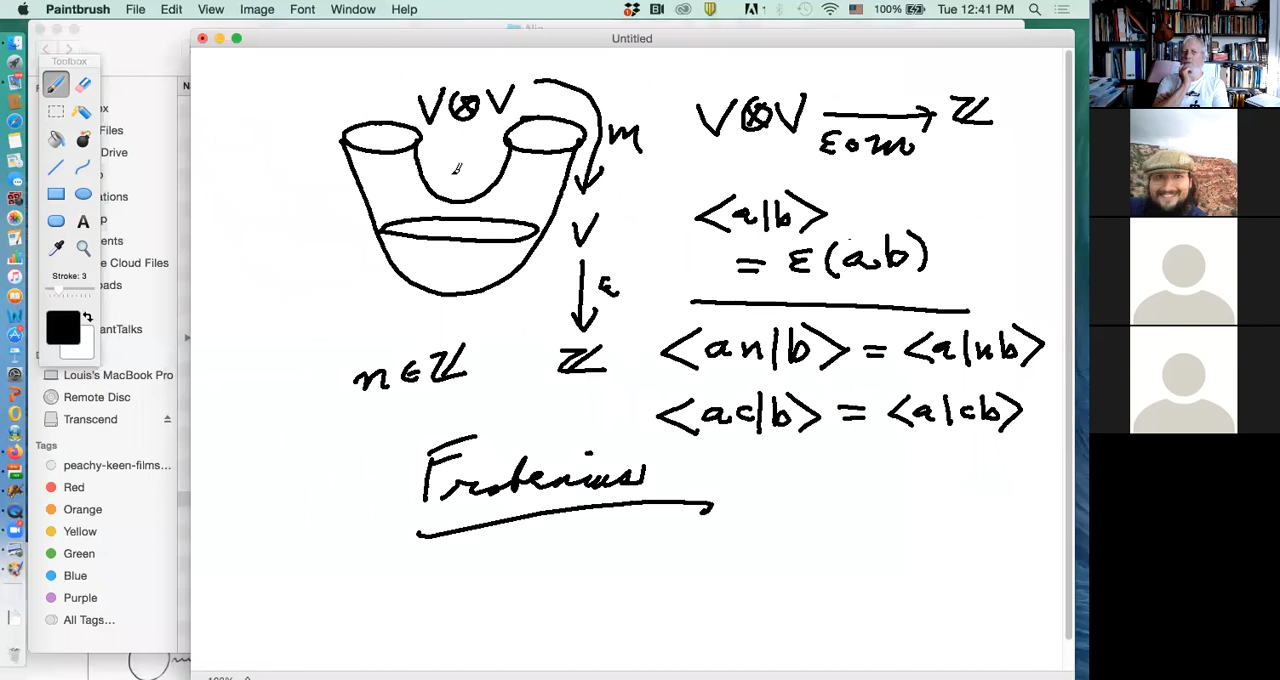 Paintbrush File Edit View Image Font Window Help
100% Tue 12:41 PM
Untitled
Toolbox
Files
Drive
ations
ents
e Cloud Files
oads
Stroke: 3
antTalks
Louis's MacBook Pro
Remote Disc
Transcend
Tags
peachy-keen-films...
Red
Orange
Yellow
Green
Blue
Purple
All Tags...
V⊗V
m
V
ε
n∈ℤ ℤ
Frobenius
V⊗V → ℤ
ε∘m
<a|b>
= ε(ab)
<an|b> = <a|nb>
<ac|b> = <a|cb>